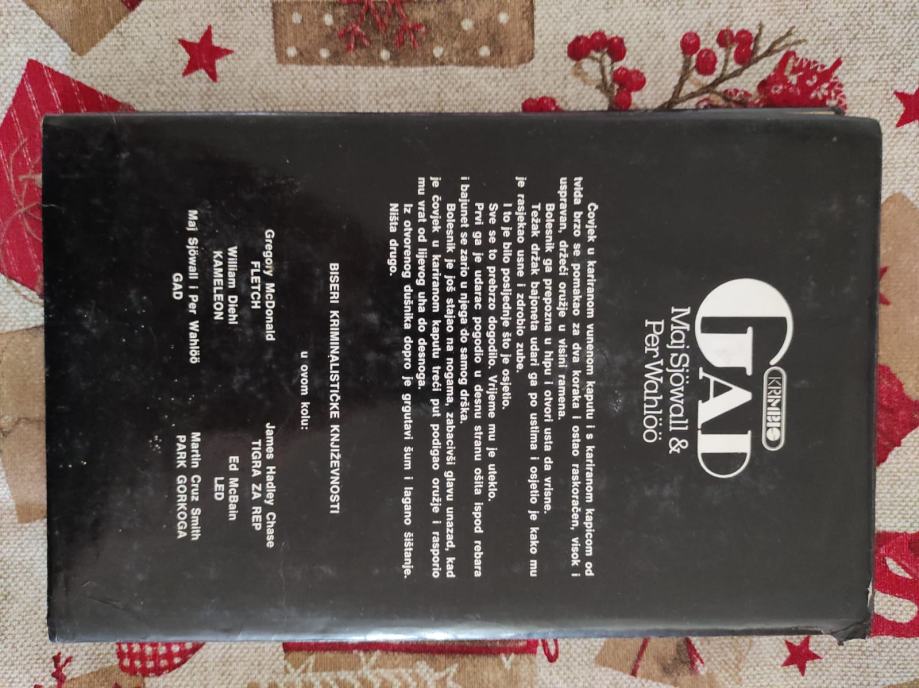 KRIMBIS
GAD
Maj Sjöwall &
Per Wahlöö
Čovjek u kariranom vunenom kaputu i s kariranom kapicom od
tvida brzo se pomakao za dva koraka i ostao raskoračen, visok i
uspravan, držeći oružje u visini ramena.
Bolesnik ga prepozna u hipu i otvori usta da vrisne.
Težak držak bajoneta udari ga po ustima i osjetio je kako mu
je rasjekao usne i zdrobio zube.
I to je bilo posljednje što je osjetio.
Sve se to prebrzo dogodilo. Vrijeme mu je uteklo.
Prvi ga je udarac pogodio u desnu stranu ošita ispod rebara
i bajunet se zario u njega do samog drška.
Bolesnik je još stajao na nogama, zabacivši glavu unazad, kad
je čovjek u kariranom kaputu treći put podigao oružje i rasporio
mu vrat od lijevog uha do desnoga.
Iz otvorenog dušnika dopro je grgutavi šum i lagano šištanje.
Ništa drugo.
BISERI KRIMINALISTIČKE KNJIŽEVNOSTI
u ovom kolu:
Gregory McDonald
FLETCH
William Diehl
KAMELEON
Maj Sjöwall i Per Wahlöö
GAD
James Hadley Chase
TIGRA ZA REP
Ed McBain
LED
Martin Cruz Smith
PARK GORKOGA